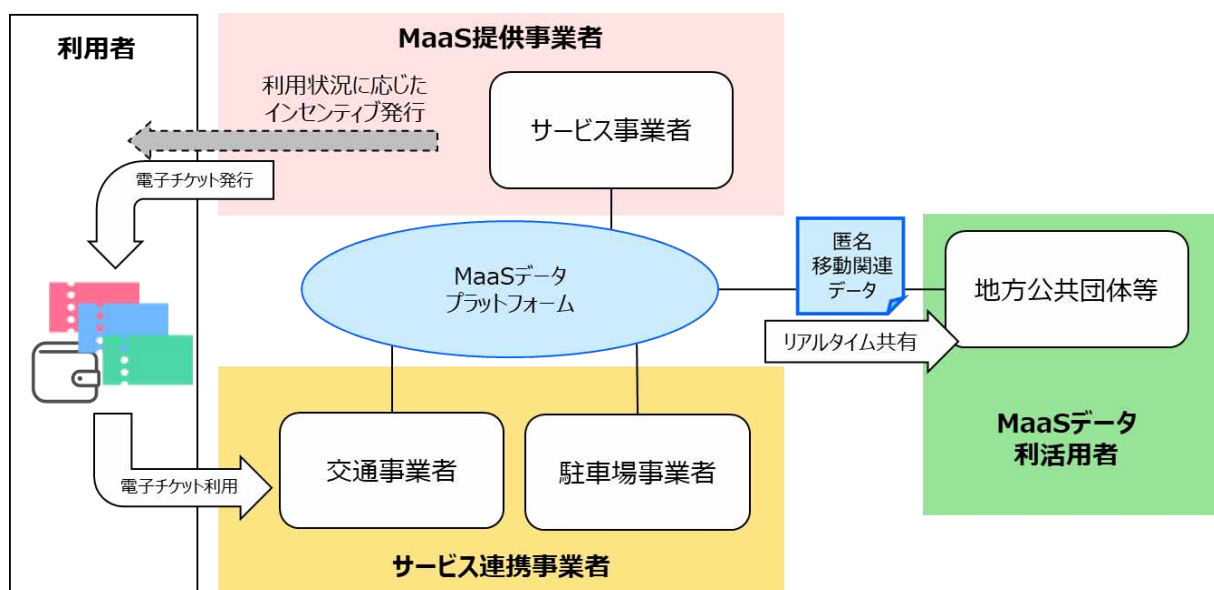 利用者
MaaS提供事業者
利用状況に応じた
インセンティブ発行
サービス事業者
電子チケット発行
MaaSデータ
プラットフォーム
匿名
移動関連
データ
地方公共団体等
リアルタイム共有
MaaSデータ
利活用者
交通事業者
駐車場事業者
電子チケット利用
サービス連携事業者